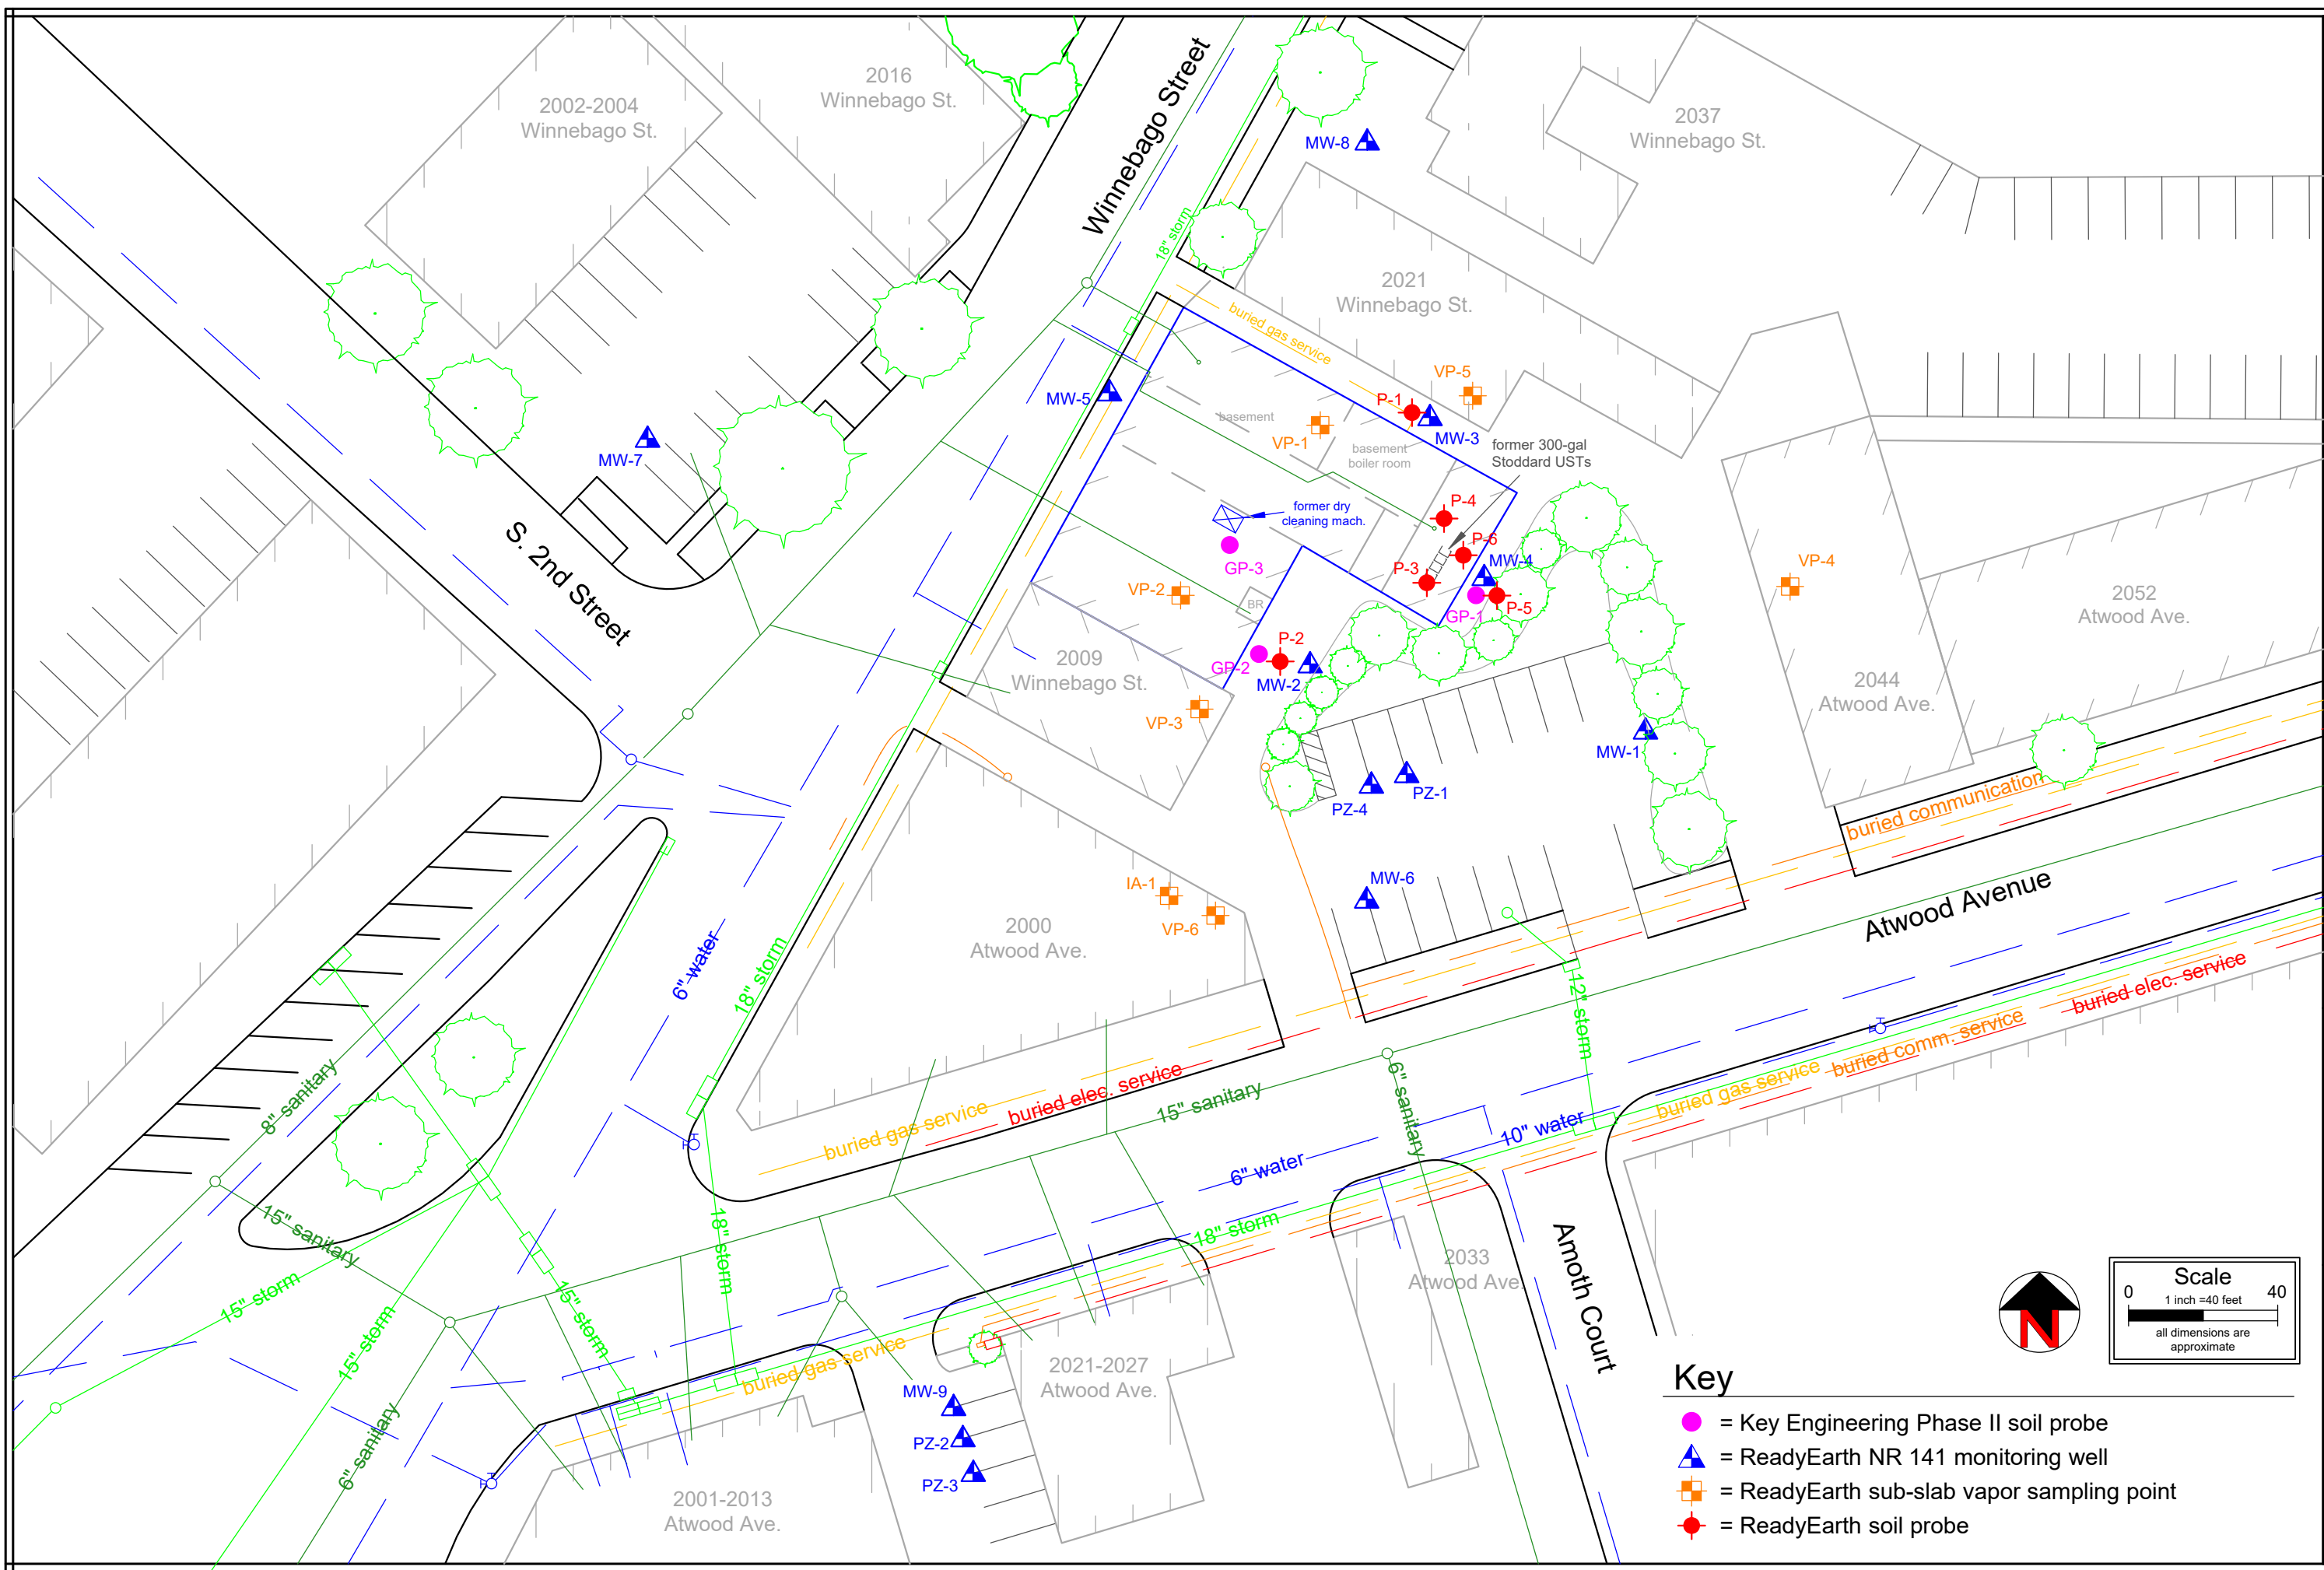 2002-2004
Winnebago St.
2016
Winnebago St.
Winnebago Street
18" storm
MW-8
2037
Winnebago St.
2021
Winnebago St.
buried gas service
MW-5
MW-7
basement
VP-1
basement
boiler room
P-1
MW-3
VP-5
former 300-gal
Stoddard USTs
P-4
P-6
MW-4
P-3
GP-1
P-5
former dry
cleaning mach.
GP-3
VP-2
BR
P-2
GP-2
MW-2
S. 2nd Street
2009
Winnebago St.
VP-3
VP-4
2052
Atwood Ave.
2044
Atwood Ave.
MW-1
PZ-4
PZ-1
MW-6
buried communication
Atwood Avenue
IA-1
VP-6
2000
Atwood Ave.
6" water
18" storm
12" storm
buried elec. service
buried comm. service
buried gas service
8" sanitary
buried gas service
buried elec. service
15" sanitary
6" sanitary
10" water
6" water
18" storm
15" sanitary
15" storm
15" storm
15" storm
18" storm
6" sanitary
buried gas service
2033
Atwood Ave.
Amoth Court
2021-2027
Atwood Ave.
MW-9
PZ-2
PZ-3
2001-2013
Atwood Ave.
N
Scale
0 40
1 inch =40 feet
all dimensions are
approximate
Key
= Key Engineering Phase II soil probe
= ReadyEarth NR 141 monitoring well
= ReadyEarth sub-slab vapor sampling point
= ReadyEarth soil probe